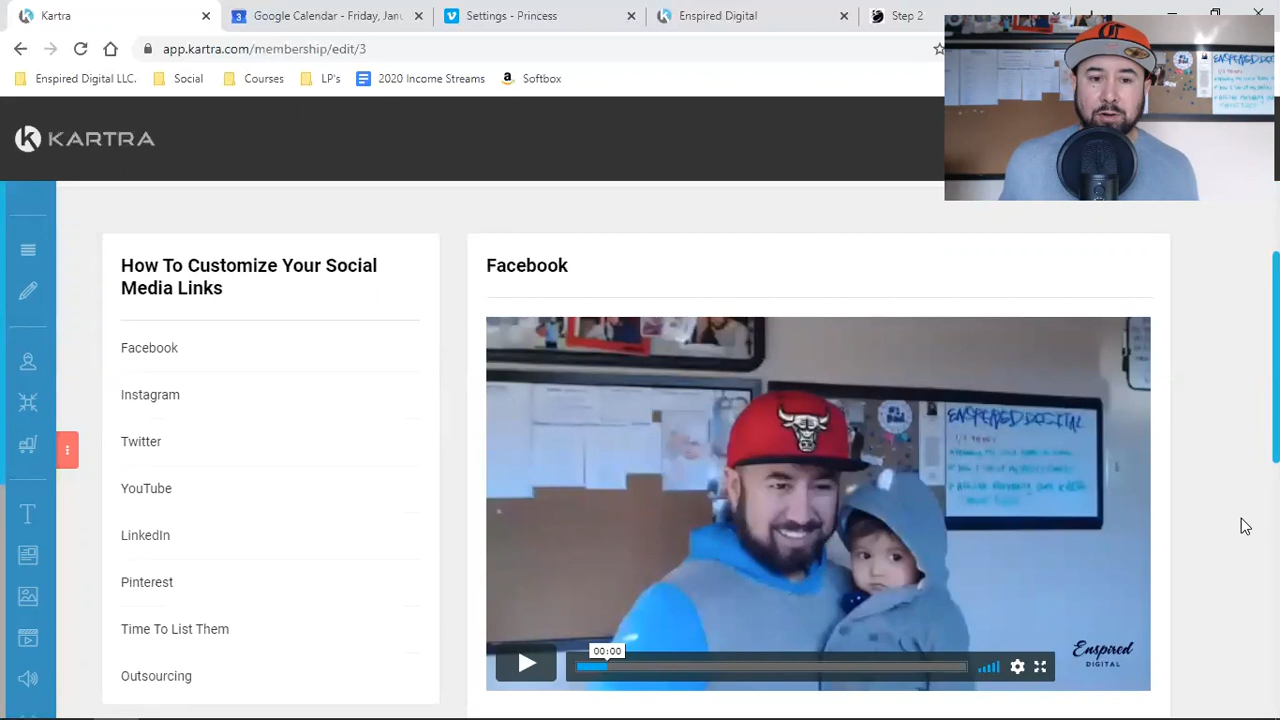 Kartra
Google Calendar - Friday, Janu
Settings - Princess
Enspired Digital
Step 2
app.kartra.com/membership/edit/3
Enspired Digital LLC.
Social
Courses
LP's
2020 Income Streams
Softbox
KARTRA
How To Customize Your Social
Media Links
Facebook
Instagram
Twitter
YouTube
LinkedIn
Pinterest
Time To List Them
Outsourcing
Facebook
ENSPERED DIGITAL
00:00
Enspired
DIGITAL